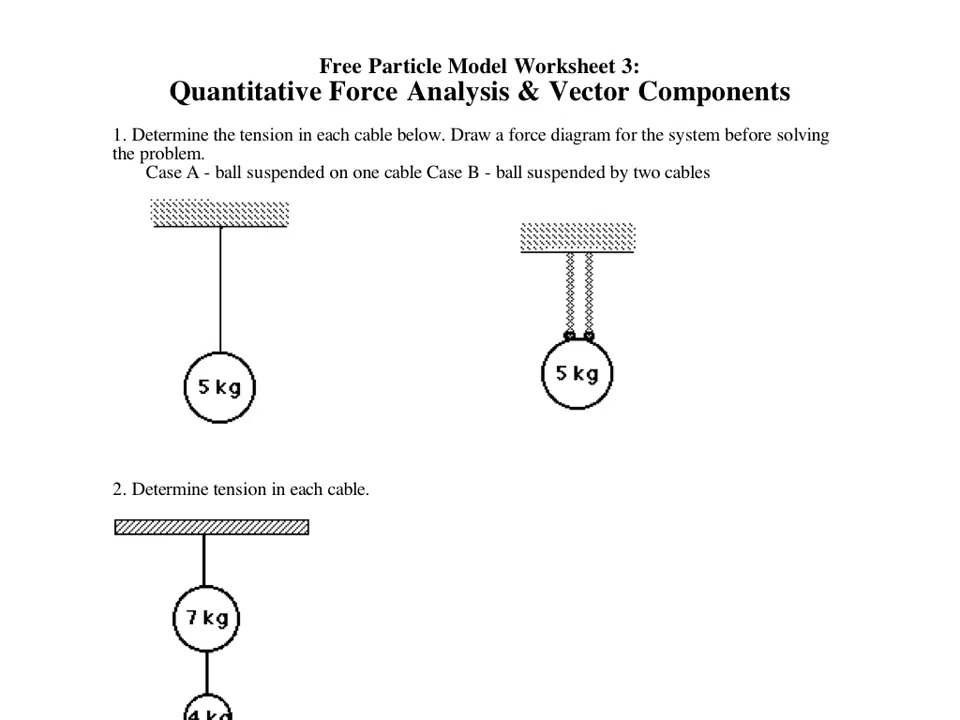 Free Particle Model Worksheet 3:
Quantitative Force Analysis & Vector Components
1. Determine the tension in each cable below. Draw a force diagram for the system before solving
the problem.
Case A - ball suspended on one cable Case B - ball suspended by two cables
5 kg
5 kg
2. Determine tension in each cable.
7 kg
4 kg